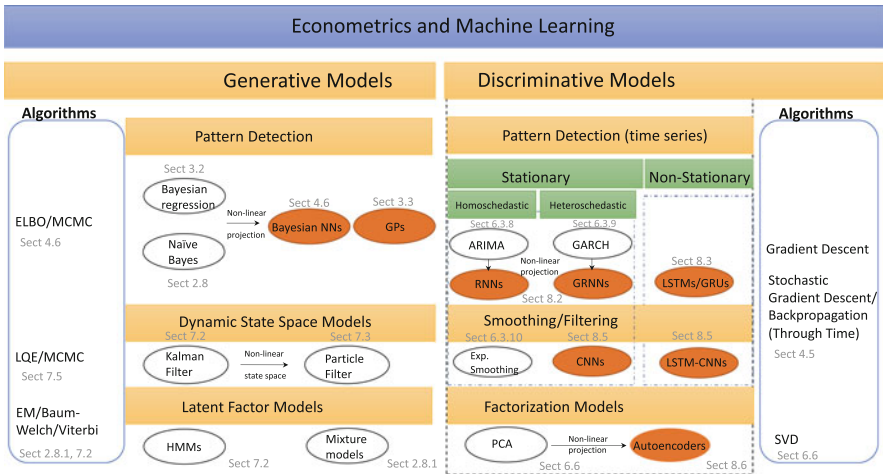 Econometrics and Machine Learning
Generative Models
Discriminative Models
Algorithms
ELBO/MCMC
Sect 4.6
LQE/MCMC
Sect 7.5
EM/Baum-
Welch/Viterbi
Sect 2.8.1, 7.2
Pattern Detection
Sect 3.2
Bayesian
regression
Naïve
Bayes
Sect 2.8
Non-linear
projection
Sect 4.6
Bayesian NNs
Sect 3.3
GPs
Dynamic State Space Models
Sect 7.2
Kalman
Filter
Non-linear
state space
Sect 7.3
Particle
Filter
Latent Factor Models
HMMs
Sect 7.2
Mixture
models
Sect 2.8.1
Pattern Detection (time series)
Stationary
Non-Stationary
Homoschedastic
Heteroschedastic
Sect 6.3.8
ARIMA
Sect 6.3.9
GARCH
Non-linear
projection
RNNs
GRNNs
Sect 8.2
Sect 8.3
LSTMs/GRUs
Smoothing/Filtering
Sect 6.3.10
Exp.
Smoothing
Sect 8.5
CNNs
Sect 8.5
LSTM-CNNs
Factorization Models
PCA
Non-linear
projection
Autoencoders
Sect 6.6
Sect 8.6
Algorithms
Gradient Descent
Stochastic
Gradient Descent/
Backpropagation
(Through Time)
Sect 4.5
SVD
Sect 6.6